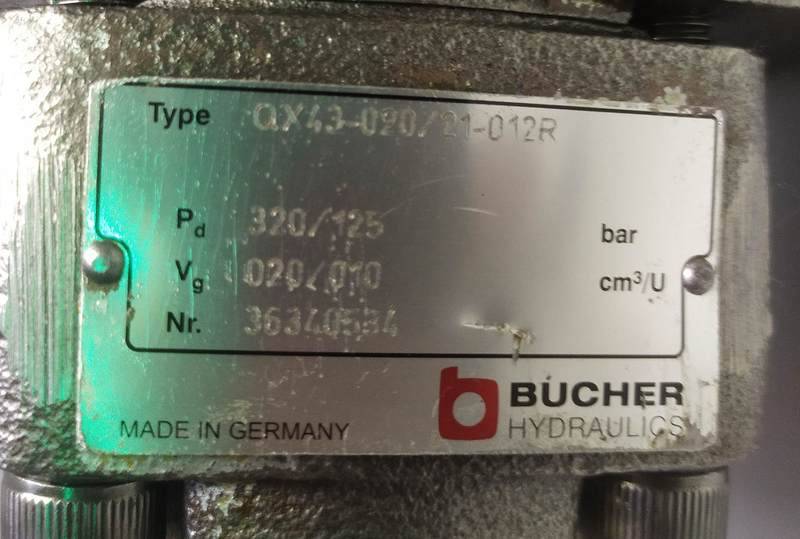 Type QX43-020/21-012R
Pd 320/125 bar
Vg 020/010 cm³/U
Nr. 36340534
MADE IN GERMANY
BUCHER
HYDRAULICS